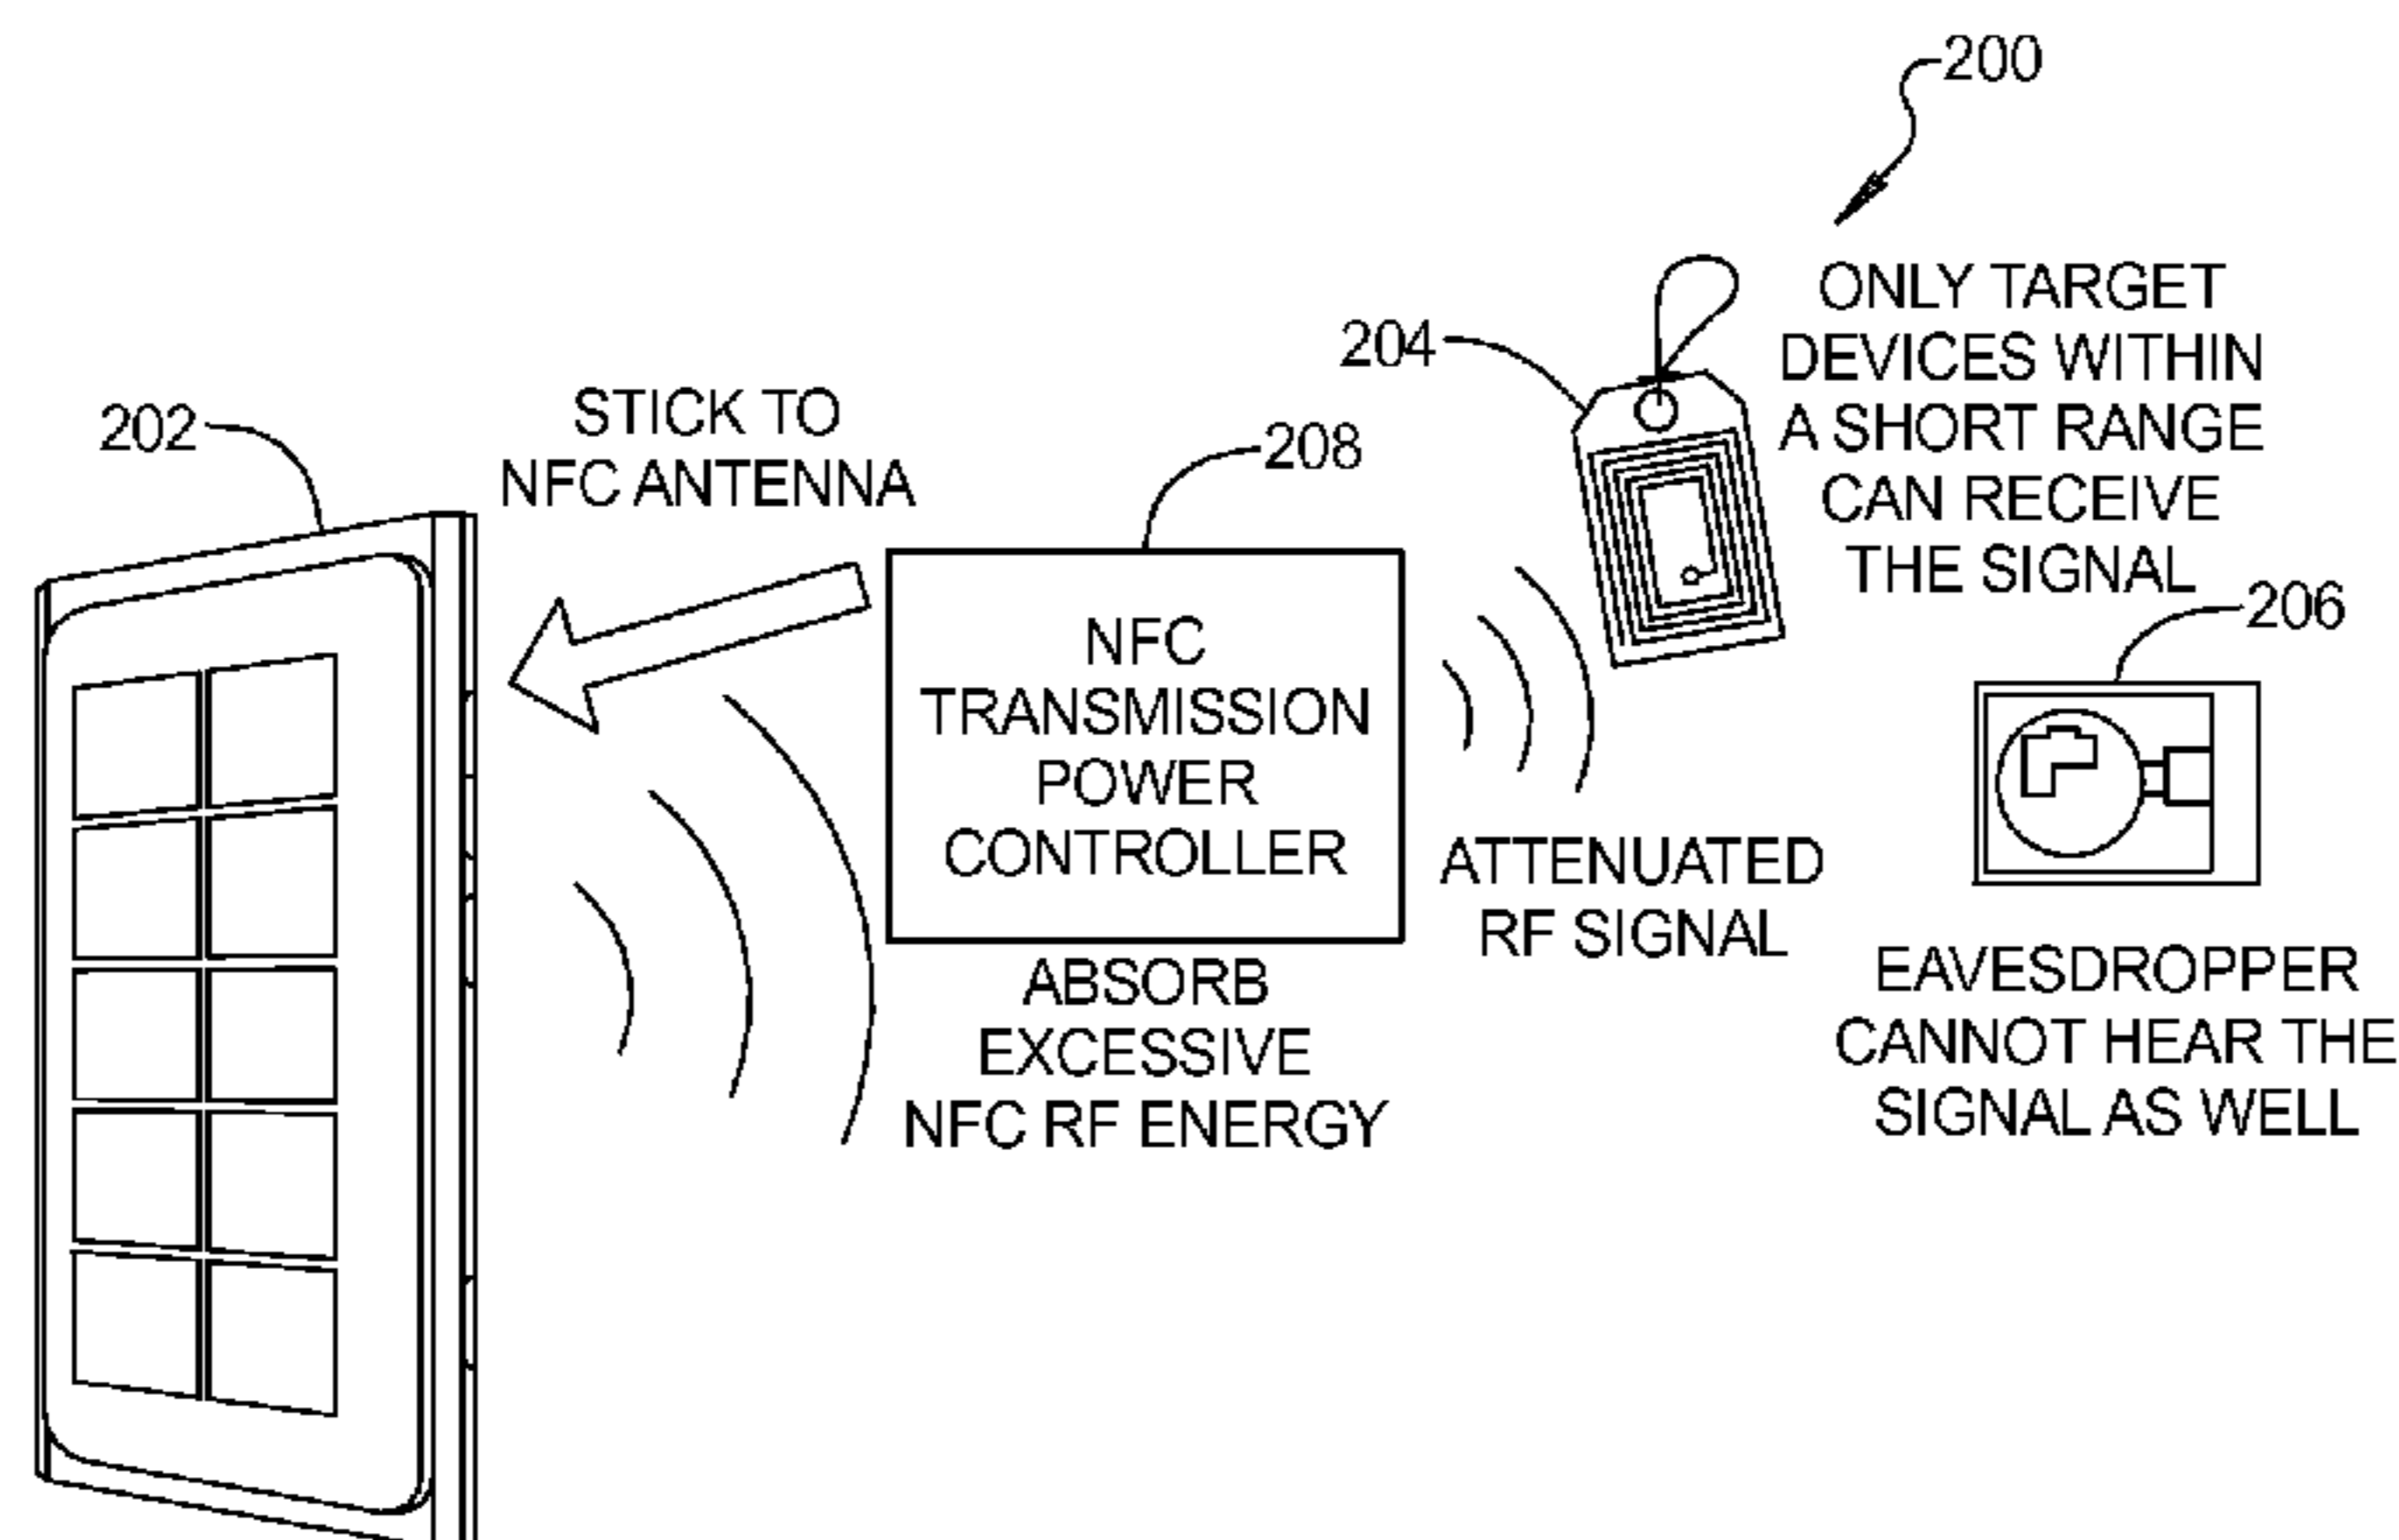 200
ONLY TARGET
DEVICES WITHIN
A SHORT RANGE
CAN RECEIVE
THE SIGNAL
204
202
STICK TO
NFC ANTENNA
208
206
NFC
TRANSMISSION
POWER
CONTROLLER
ABSORB
EXCESSIVE
NFC RF ENERGY
ATTENUATED
RF SIGNAL
EAVESDROPPER
CANNOT HEAR THE
SIGNAL AS WELL